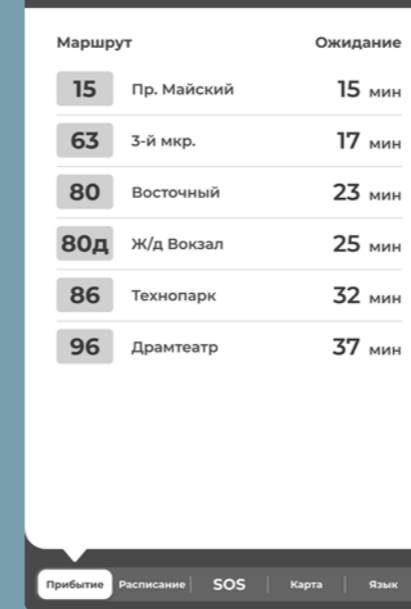 Маршрут Ожидание
15 Пр. Майский 15 мин
63 3-й мкр. 17 мин
80 Восточный 23 мин
80д Ж/д Вокзал 25 мин
86 Технопарк 32 мин
96 Драмтеатр 37 мин
Прибытие Расписание SOS Карта Язык